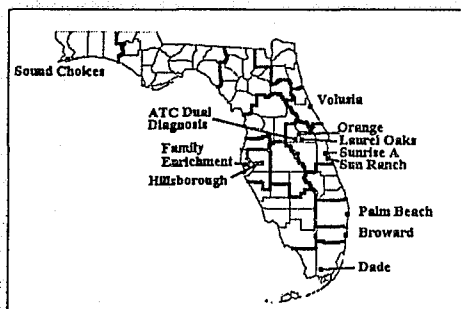 Sound Choices
Volusia
ATC Dual
Diagnosis
Orange
Laurel Oaks
Family
Enrichment
Sunrise A
Sun Ranch
Hillsborough
Palm Beach
Broward
Dade